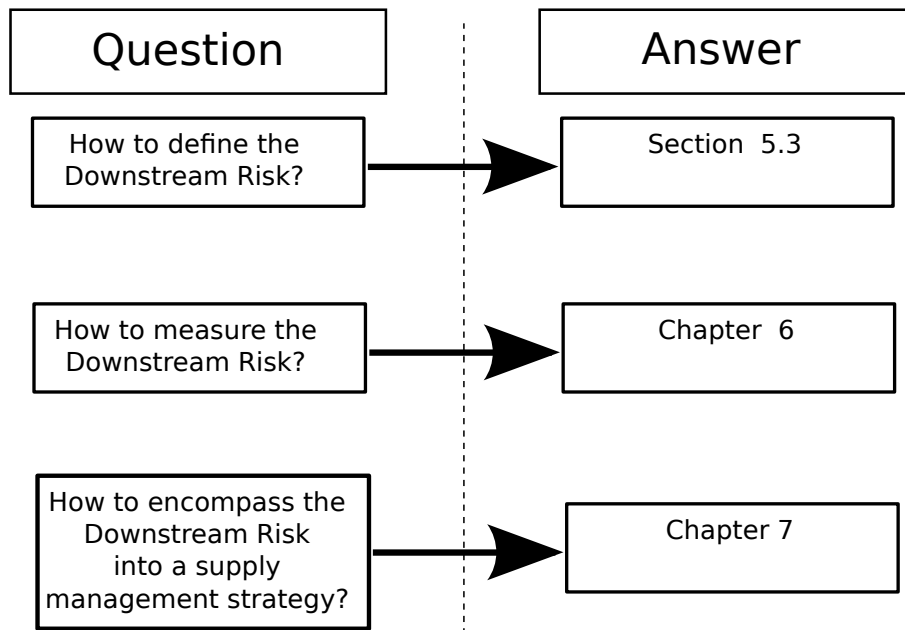 Question
Answer
How to define the
Downstream Risk?
Section 5.3
How to measure the
Downstream Risk?
Chapter 6
How to encompass the
Downstream Risk
into a supply
management strategy?
Chapter 7